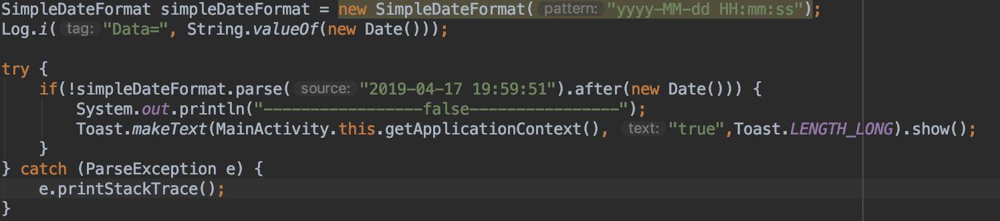 SimpleDateFormat simpleDateFormat = new SimpleDateFormat( pattern: "yyyy-MM-dd HH:mm:ss");
Log.i( tag: "Data=", String.valueOf(new Date()));
try {
if(!simpleDateFormat.parse( source: "2019-04-17 19:59:51").after(new Date())) {
System.out.println("-----------------false----------------");
Toast.makeText(MainActivity.this.getApplicationContext(), text: "true",Toast.LENGTH_LONG).show();
}
} catch (ParseException e) {
e.printStackTrace();
}